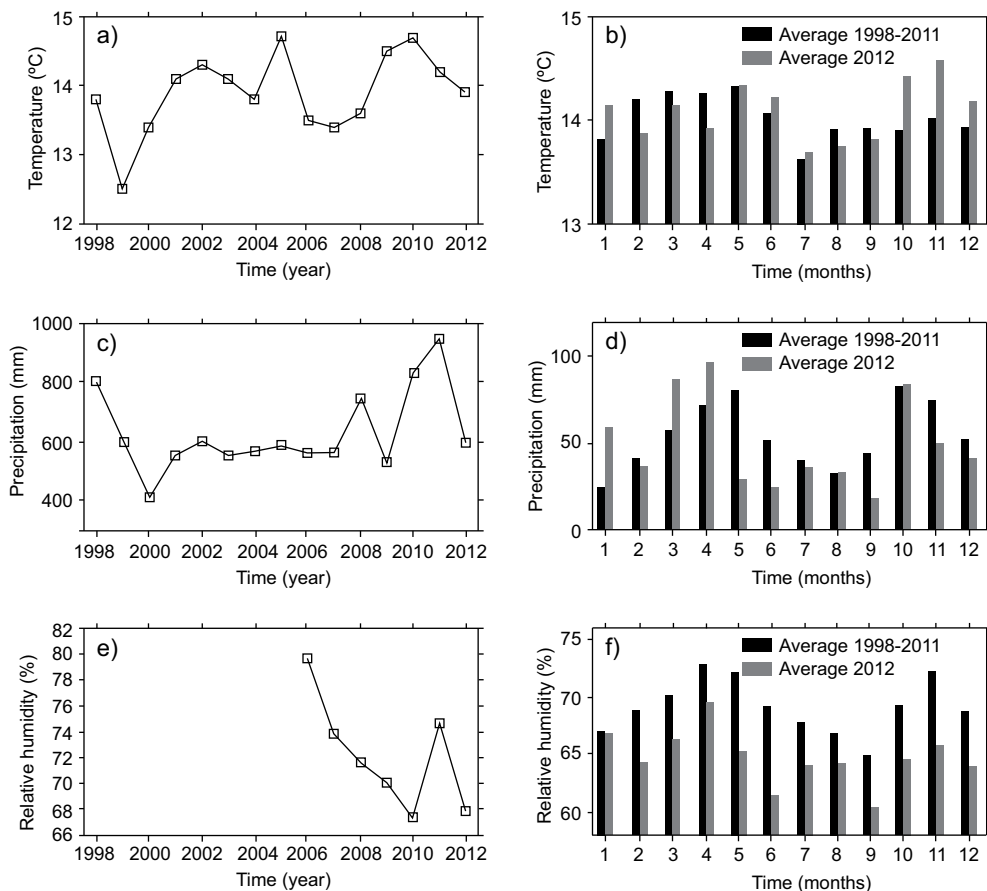 a)
Temperature (ºC)
15
14
13
12
1998 2000 2002 2004 2006 2008 2010 2012
Time (year)
b)
Average 1998-2011
Average 2012
Temperature (ºC)
15
14
13
1 2 3 4 5 6 7 8 9 10 11 12
Time (months)
c)
Precipitation (mm)
1000
800
600
400
1998 2000 2002 2004 2006 2008 2010 2012
Time (year)
d)
Average 1998-2011
Average 2012
Precipitation (mm)
100
50
0
1 2 3 4 5 6 7 8 9 10 11 12
Time (months)
e)
Relative humidity (%)
82
80
78
76
74
72
70
68
66
1998 2000 2002 2004 2006 2008 2010 2012
Time (year)
f)
Average 1998-2011
Average 2012
Relative humidity (%)
75
70
65
60
1 2 3 4 5 6 7 8 9 10 11 12
Time (months)